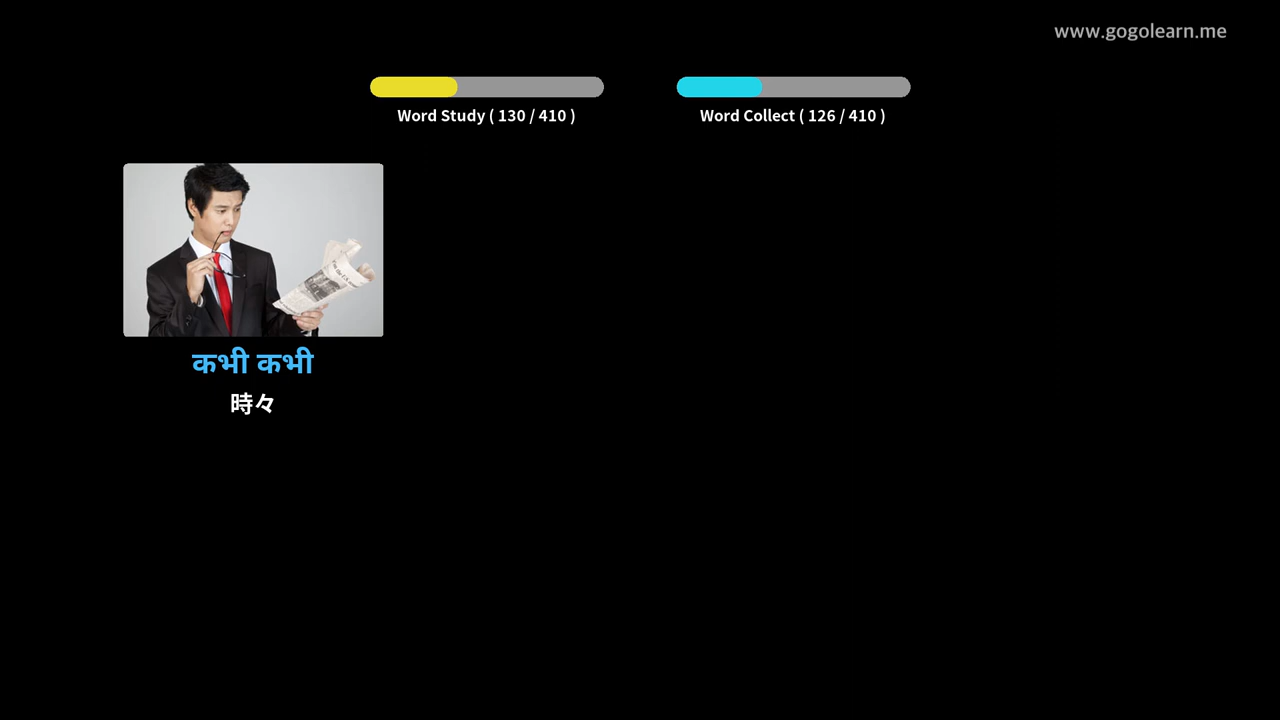 www.gogolearn.me
Word Study ( 130 / 410 )
Word Collect ( 126 / 410 )
कभी कभी
時々